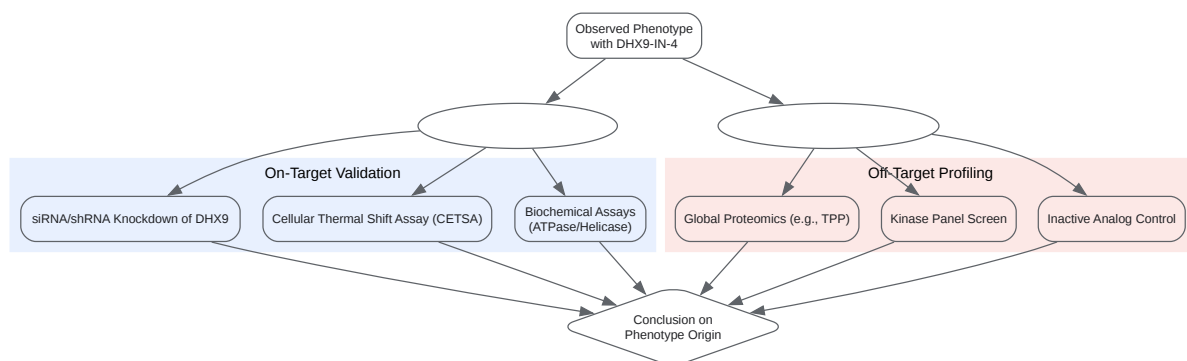 Observed Phenotype
with DHX9-IN-4
On-Target Validation
Off-Target Profiling
siRNA/shRNA Knockdown of DHX9
Cellular Thermal Shift Assay (CETSA)
Biochemical Assays
(ATPase/Helicase)
Global Proteomics (e.g., TPP)
Kinase Panel Screen
Inactive Analog Control
Conclusion on
Phenotype Origin